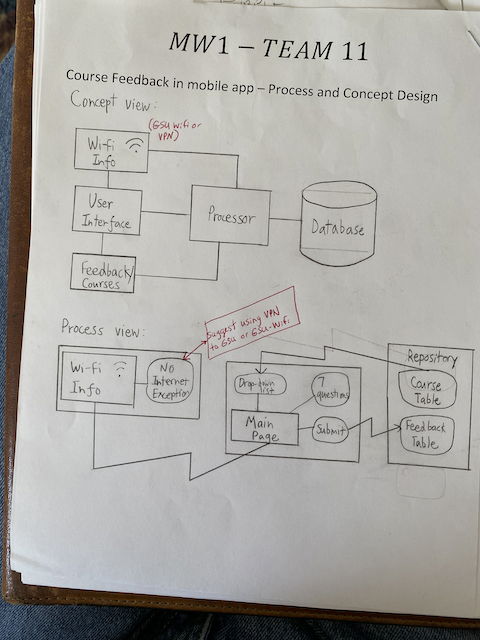 MW1 – TEAM 11
Course Feedback in mobile app – Process and Concept Design
Concept view:
(GSU wifi or
VPN)
Wi-fi
Info
User
Interface
Processor
Database
Feedback/
Courses
Process view:
suggest using VPN
to GSU or GSU-Wifi
Wi-Fi
Info
No
Internet
Exception
Drop-down
list
7
questions
Main
Page
Submit
Repository
Course
Table
Feedback
Table